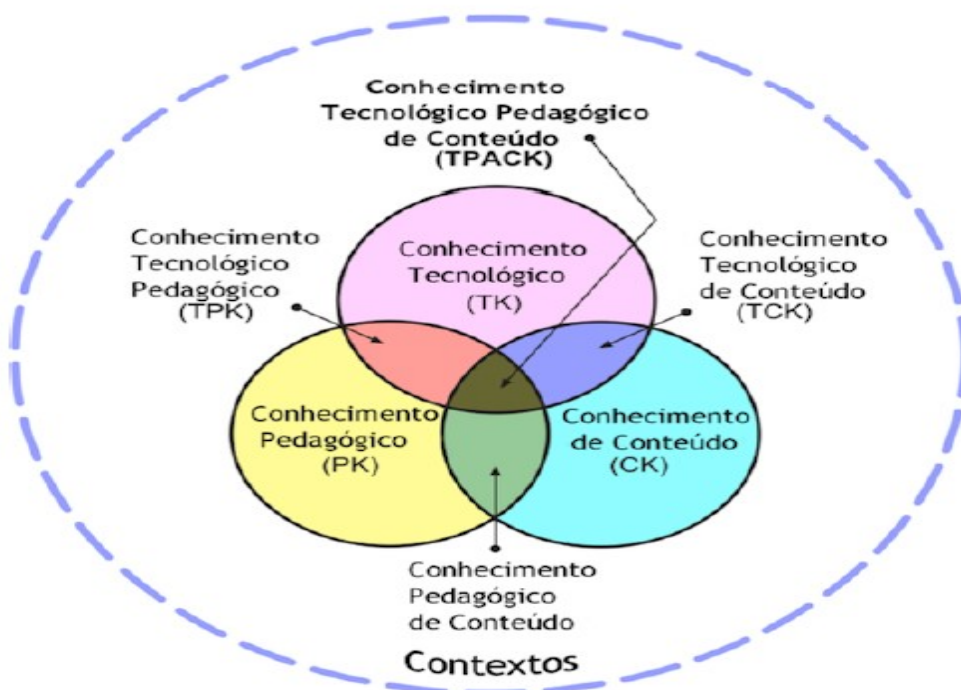 Conhecimento
Tecnológico Pedagógico
de Conteúdo
(TPACK)
Conhecimento
Tecnológico
Pedagógico
(TPK)
Conhecimento
Tecnológico
(TK)
Conhecimento
Tecnológico
de Conteúdo
(TCK)
Conhecimento
Pedagógico
(PK)
Conhecimento
de Conteúdo
(CK)
Conhecimento
Pedagógico
de Conteúdo
Contextos